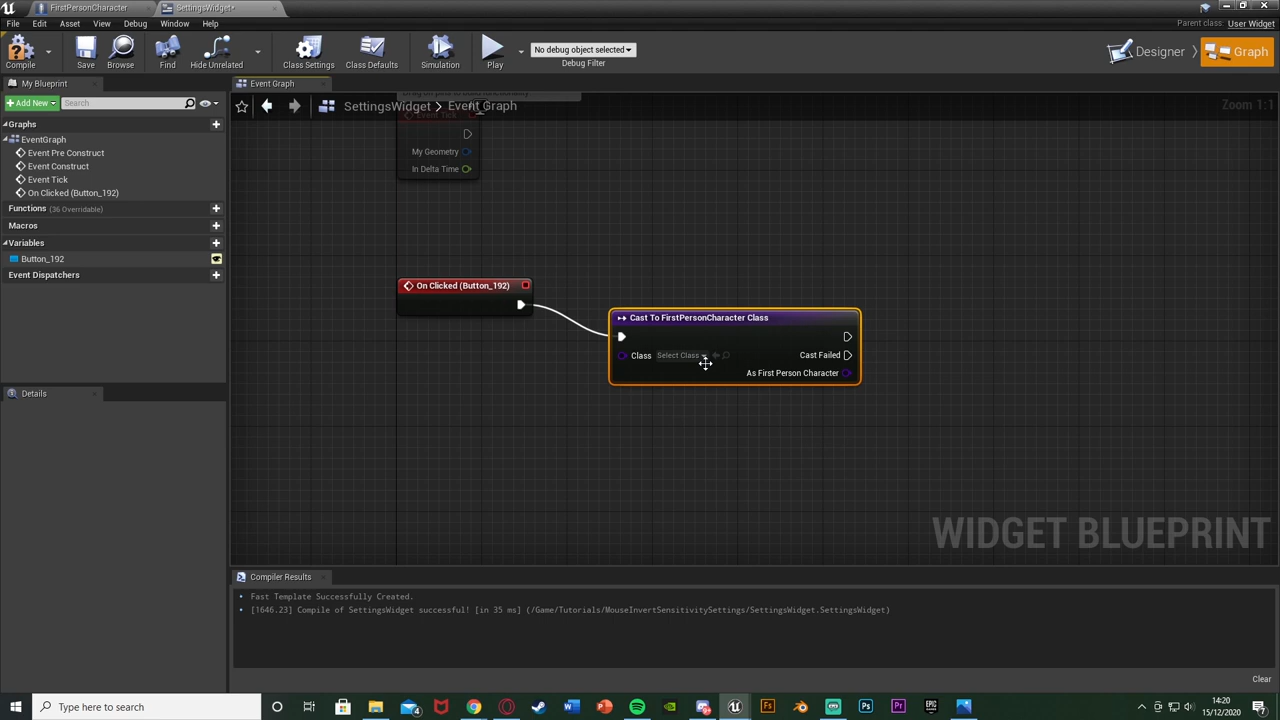 FirstPersonCharacter
SettingsWidget*
File
Edit
Asset
View
Debug
Window
Help
Parent class: User Widget
Compile
Save
Browse
Find
Hide Unrelated
Class Settings
Class Defaults
Simulation
Play
No debug object selected
Debug Filter
Designer
Graph
My Blueprint
Event Graph
+Add New
Search
SettingsWidget > Event Graph
Zoom 1:1
Graphs
EventGraph
Event Pre Construct
Event Construct
Event Tick
On Clicked (Button_192)
Functions (36 Overridable)
Macros
Variables
Button_192
Event Dispatchers
Details
Event Tick
My Geometry
In Delta Time
On Clicked (Button_192)
Cast To FirstPersonCharacter Class
Class Select Class
Cast Failed
As First Person Character
WIDGET BLUEPRINT
Compiler Results
Fast Template Successfully Created.
[1646.23] Compile of SettingsWidget successful! [in 35 ms] (/Game/Tutorials/MouseInvertSensitivitySettings/SettingsWidget.SettingsWidget)
Clear
Type here to search
14:20
15/12/2020